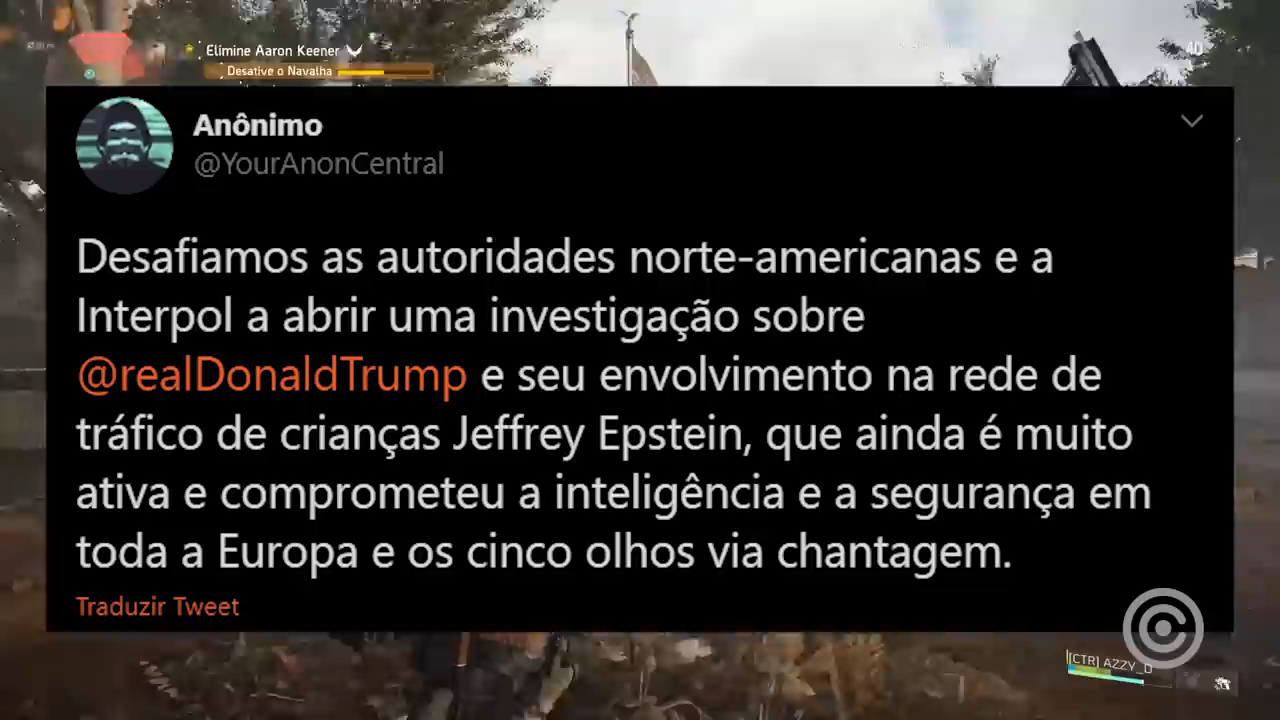 Elimine Aaron Keener
Desative o Navalha
40
Anônimo
@YourAnonCentral
Desafiamos as autoridades norte-americanas e a
Interpol a abrir uma investigação sobre
@realDonaldTrump e seu envolvimento na rede de
tráfico de crianças Jeffrey Epstein, que ainda é muito
ativa e comprometeu a inteligência e a segurança em
toda a Europa e os cinco olhos via chantagem.
Traduzir Tweet
[CTR] AZZY_O